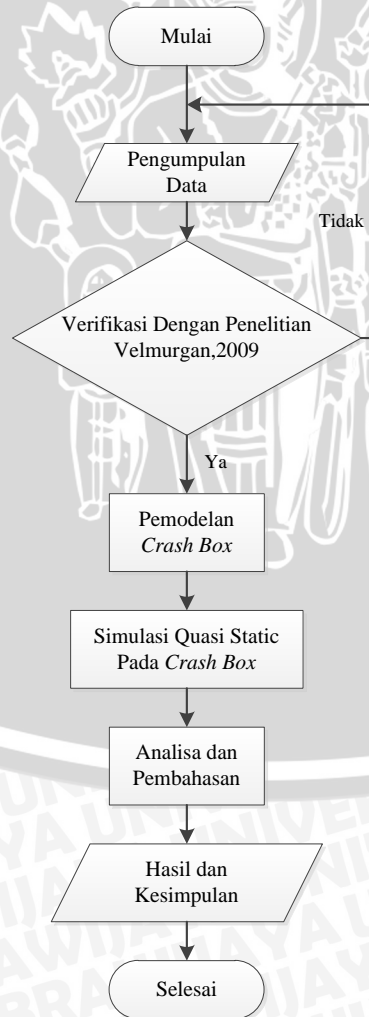 Mulai
Pengumpulan
Data
Tidak
Verifikasi Dengan Penelitian
Velmurgan,2009
Ya
Pemodelan
Crash Box
Simulasi Quasi Static
Pada Crash Box
Analisa dan
Pembahasan
Hasil dan
Kesimpulan
Selesai